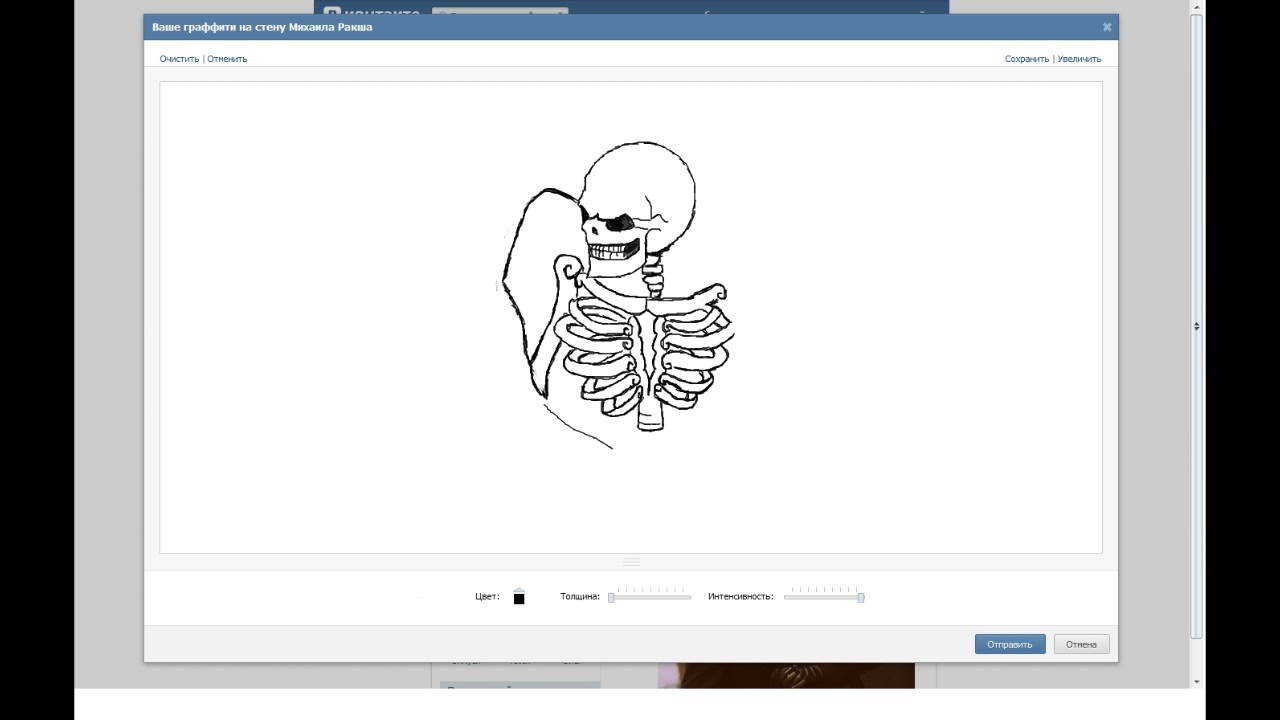 Ваше граффити на стену Михаила Ракша
Очистить | Отменить
Сохранить | Увеличить
Цвет:
Толщина:
Интенсивность:
Отправить
Отмена